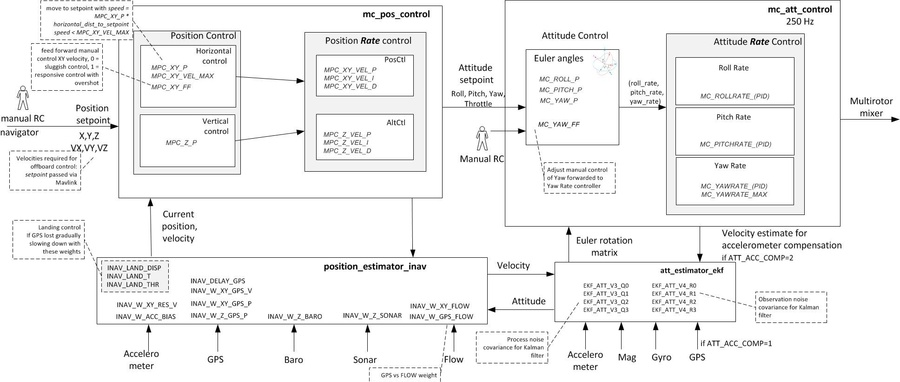 move to setpoint with speed =
MPC_XY_P *
horizontal_dist_to_setpoint
speed < MPC_XY_VEL_MAX
feed forward manual
control XY velocity, 0 =
sluggish control, 1 =
responsive control with
overshot
manual RC
navigator
Position
setpoint
X,Y,Z
VX,VY,VZ
Velocities required for
offboard control:
setpoint passed via
Mavlink
mc_pos_control
Position Control
Horizontal
control
MPC_XY_P
MPC_XY_VEL_MAX
MPC_XY_FF
Vertical
control
MPC_Z_P
Position Rate control
PosCtl
MPC_XY_VEL_P
MPC_XY_VEL_I
MPC_XY_VEL_D
AltCtl
MPC_Z_VEL_P
MPC_Z_VEL_I
MPC_Z_VEL_D
Attitude
setpoint
Roll, Pitch, Yaw,
Throttle
Manual RC
mc_att_control
250 Hz
Attitude Control
Euler angles
MC_ROLL_P
MC_PITCH_P
MC_YAW_P
MC_YAW_FF
Adjust manual control
of Yaw forwarded to
Yaw Rate controller
(roll_rate,
pitch_rate,
yaw_rate)
Attitude Rate control
Roll Rate
MC_ROLLRATE_(PID)
Pitch Rate
MC_PITCHRATE_(PID)
Yaw Rate
MC_YAWRATE_(PID)
MC_YAWRATE_MAX
Multirotor
mixer
Current
position,
velocity
Landing control
If GPS lost gradually
slowing down with
these weights
position_estimator_inav
INAV_LAND_DISP
INAV_LAND_T
INAV_LAND_THR
INAV_DELAY_GPS
INAV_W_XY_GPS_V
INAV_W_XY_RES_V
INAV_W_ACC_BIAS
INAV_W_XY_GPS_P
INAV_W_Z_GPS_P
INAV_W_Z_BARO
INAV_W_Z_SONAR
INAV_W_XY_FLOW
INAV_W_GPS_FLOW
Accelero
meter
GPS
Baro
Sonar
Flow
GPS vs FLOW weight
Velocity
Attitude
Euler rotation
matrix
Velocity estimate for
accelerometer compensation
if ATT_ACC_COMP=2
att_estimator_ekf
EKF_ATT_V3_Q0
EKF_ATT_V3_Q1
EKF_ATT_V3_Q2
EKF_ATT_V3_Q3
EKF_ATT_V4_R0
EKF_ATT_V4_R1
EKF_ATT_V4_R2
EKF_ATT_V4_R3
Observation noise
covariance for Kalman
filter
Process noise
covariance for Kalman
filter
Accelero
meter
Mag
Gyro
GPS
if ATT_ACC_COMP=1